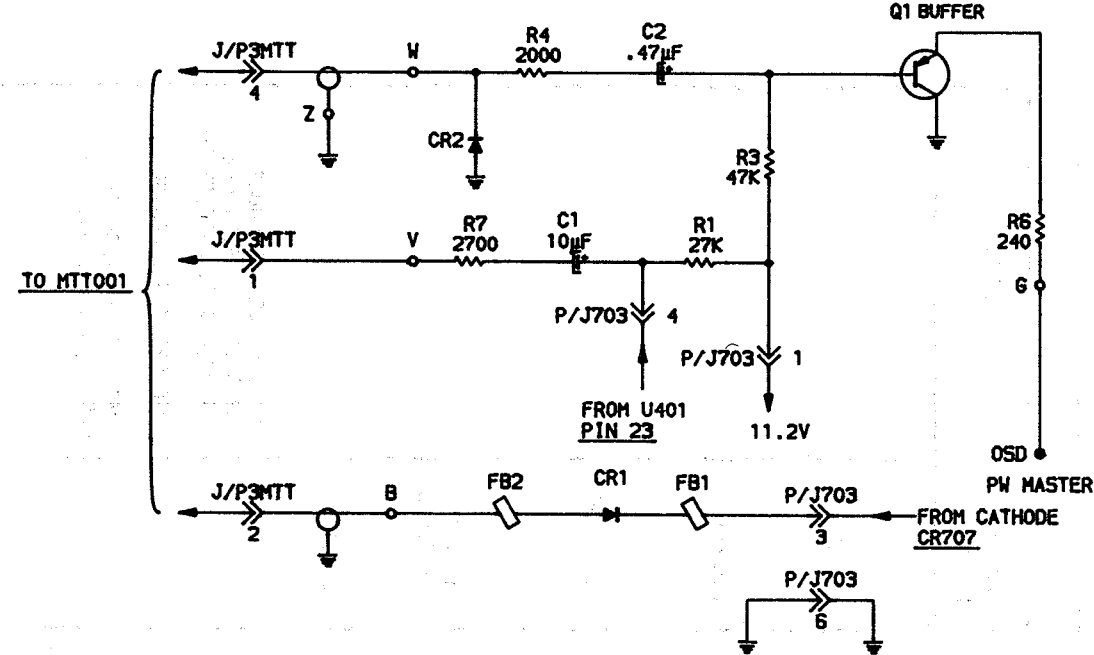 Q1 BUFFER
J/P3MTT
4
W
R4
2000
C2
.47µF
+
Z
CR2
R3
47K
J/P3MTT
1
V
R7
2700
C1
10µF
+
R1
27K
R6
240
G
TO MTT001
P/J703 4
P/J703 1
FROM U401
PIN 23
11.2V
OSD
PW MASTER
J/P3MTT
2
B
FB2
CR1
FB1
P/J703
3
FROM CATHODE
CR707
P/J703
6